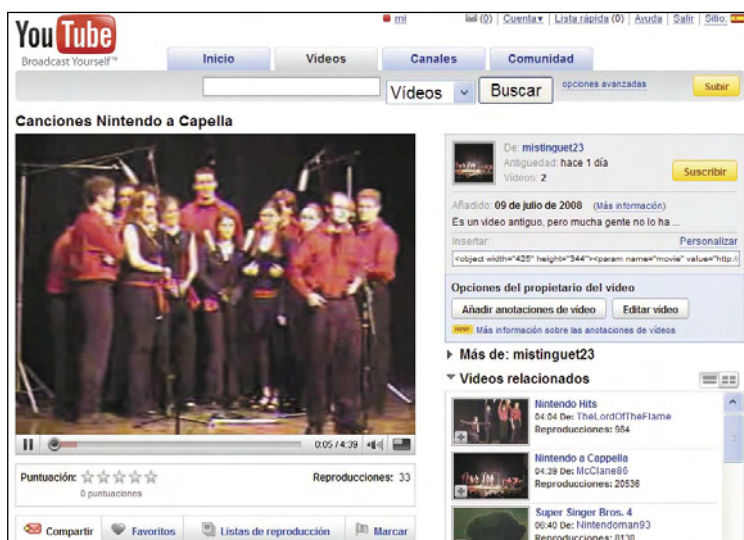 You Tube
Broadcast Yourself™
mi (0) Cuenta▾ Lista rápida (0) Ayuda Salir Sitio:
Inicio Videos Canales Comunidad
Vídeos Buscar opciones avanzadas Subir
Canciones Nintendo a Capella
De: mistinguet23
Antigüedad: hace 1 día
Vídeos: 2
Suscribir
Añadido: 09 de julio de 2008 (Más información)
Es un video antiguo, pero mucha gente no lo ha ...
Insertar: Personalizar
<object width="425" height="344"><param name="movie" value="http:/
Opciones del propietario del vídeo
Añadir anotaciones de vídeo Editar vídeo
NEW! Más información sobre las anotaciones de vídeos
Más de: mistinguet23
Videos relacionados
Nintendo Hits
04:04 De: TheLordOfTheFlame
Reproducciones: 984
Nintendo a Cappella
04:39 De: McClane86
Reproducciones: 20536
Super Singer Bros. 4
06:40 De: Nintendoman93
Reproducciones: 8130
0:05 / 4:39
Puntuación: Reproducciones: 33
0 puntuaciones
Compartir Favoritos Listas de reproducción Marcar